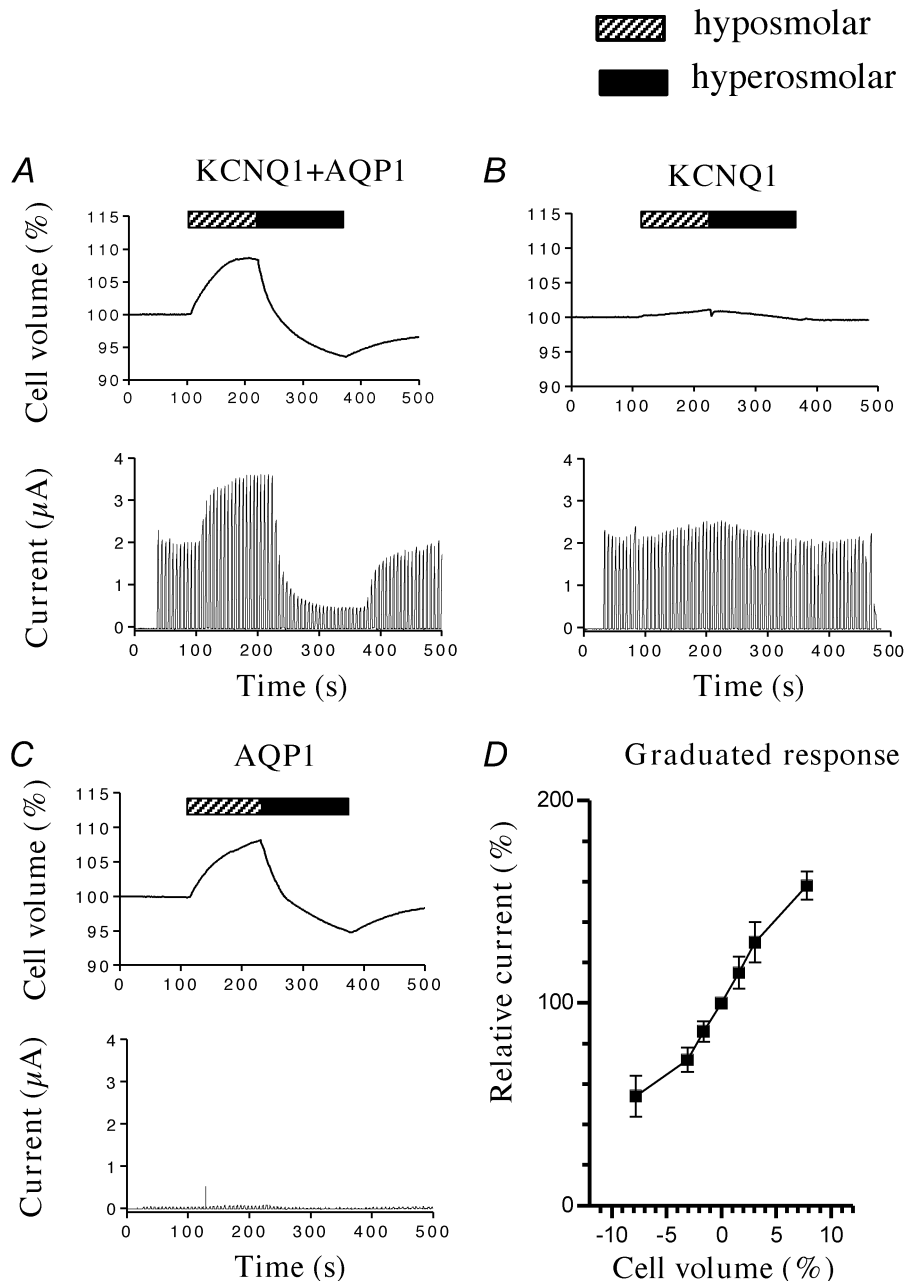 hyposmolar
hyperosmolar
A
KCNQ1+AQP1
Cell volume (%)
115
110
105
100
95
90
0 100 200 300 400 500
Current (µA)
4
3
2
1
0
0 100 200 300 400 500
Time (s)
B
KCNQ1
115
110
105
100
95
90
0 100 200 300 400 500
4
3
2
1
0
0 100 200 300 400 500
Time (s)
C
AQP1
Cell volume (%)
115
110
105
100
95
90
0 100 200 300 400 500
Current (µA)
4
3
2
1
0
0 100 200 300 400 500
Time (s)
D
Graduated response
Relative current (%)
200
100
0
-10 -5 0 5 10
Cell volume (%)